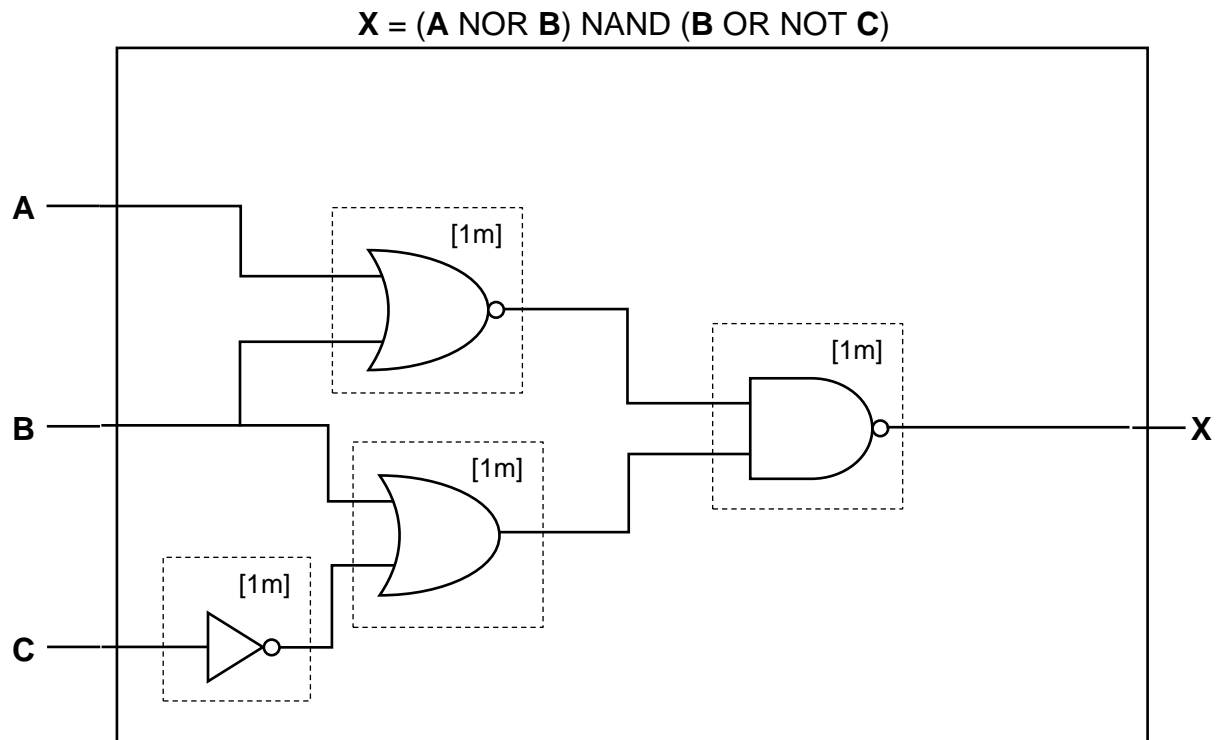 X = (A NOR B) NAND (B OR NOT C)
A
[1m]
[1m]
B
X
[1m]
[1m]
C